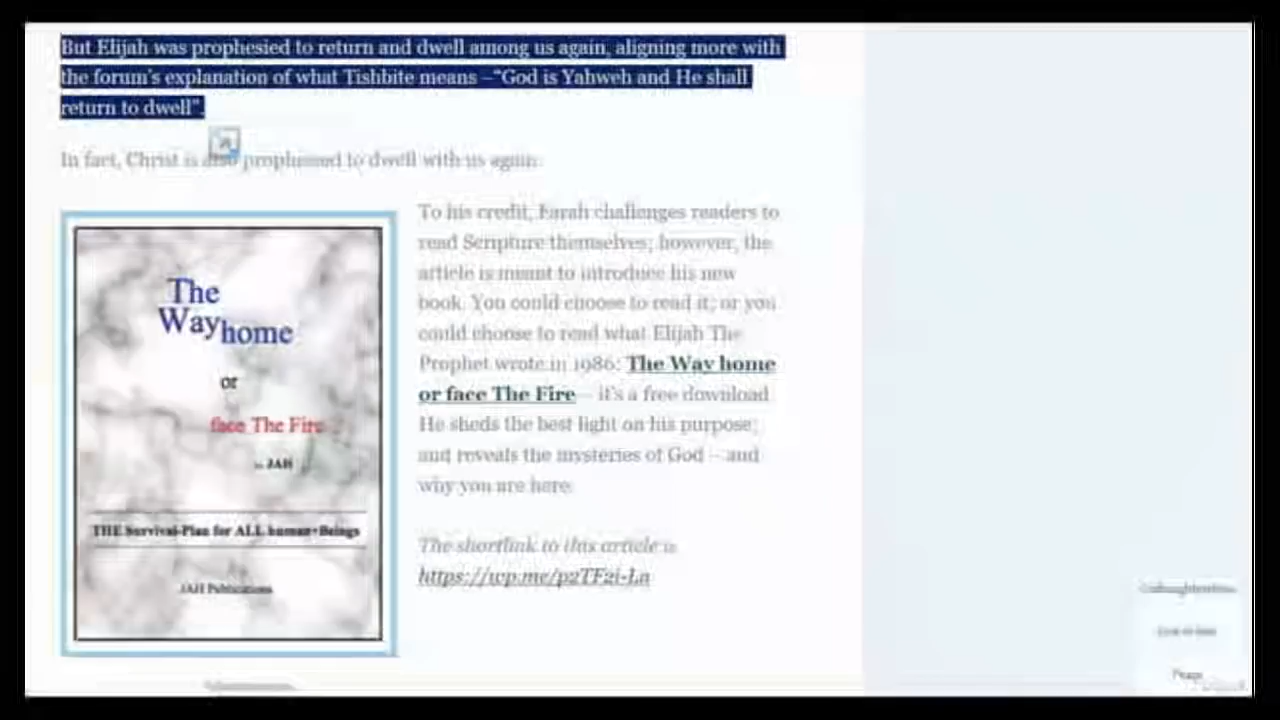 But Elijah was prophesied to return and dwell among us again, aligning more with
the forum's explanation of what Tishbite means –“God is Yahweh and He shall
return to dwell”.
In fact, Christ is also prophesied to dwell with us again.
To his credit, Farah challenges readers to
read Scripture themselves; however, the
article is meant to introduce his new
book. You could choose to read it; or you
could choose to read what Elijah The
Prophet wrote in 1986: The Way home
or face The Fire – it's a free download.
He sheds the best light on his purpose;
and reveals the mysteries of God – and
why you are here.
The shortlink to this article is
https://wp.me/p2TF2i-Ln
The
Way home
or
face The Fire
by JAH
THE Survival-Plan for ALL human+Beings
JAH Publications